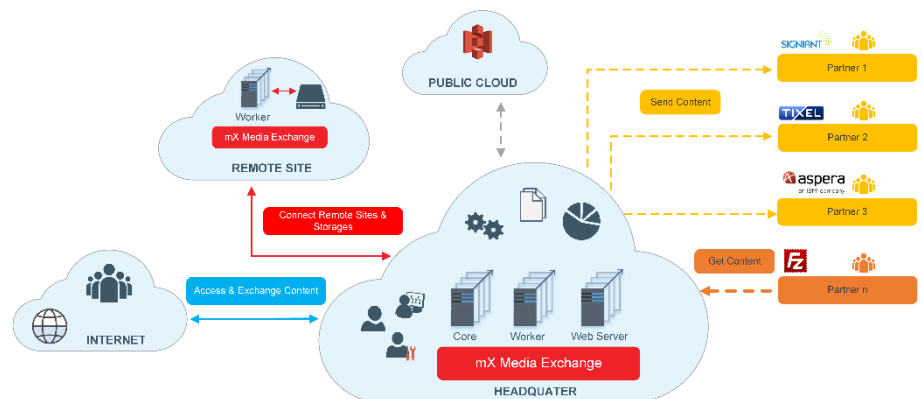 SIGNIANT
Partner 1
PUBLIC CLOUD
Send Content
Worker
mX Media Exchange
REMOTE SITE
TIXEL
Partner 2
aspera
an IBM company
Partner 3
Connect Remote Sites &
Storages
Get Content
FZ
Partner n
Access & Exchange Content
INTERNET
Core
Worker
Web Server
mX Media Exchange
HEADQUATER